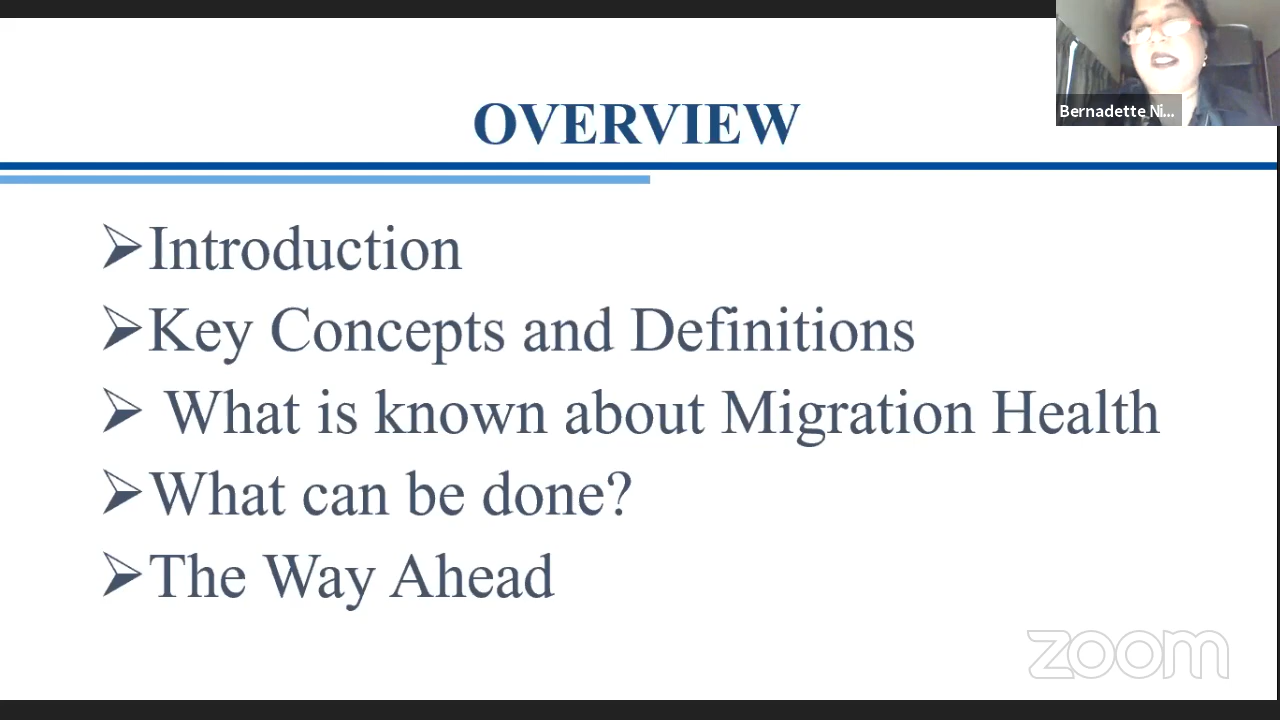 OVERVIEW
Bernadette Ni...
Introduction
Key Concepts and Definitions
What is known about Migration Health
What can be done?
The Way Ahead
zoom